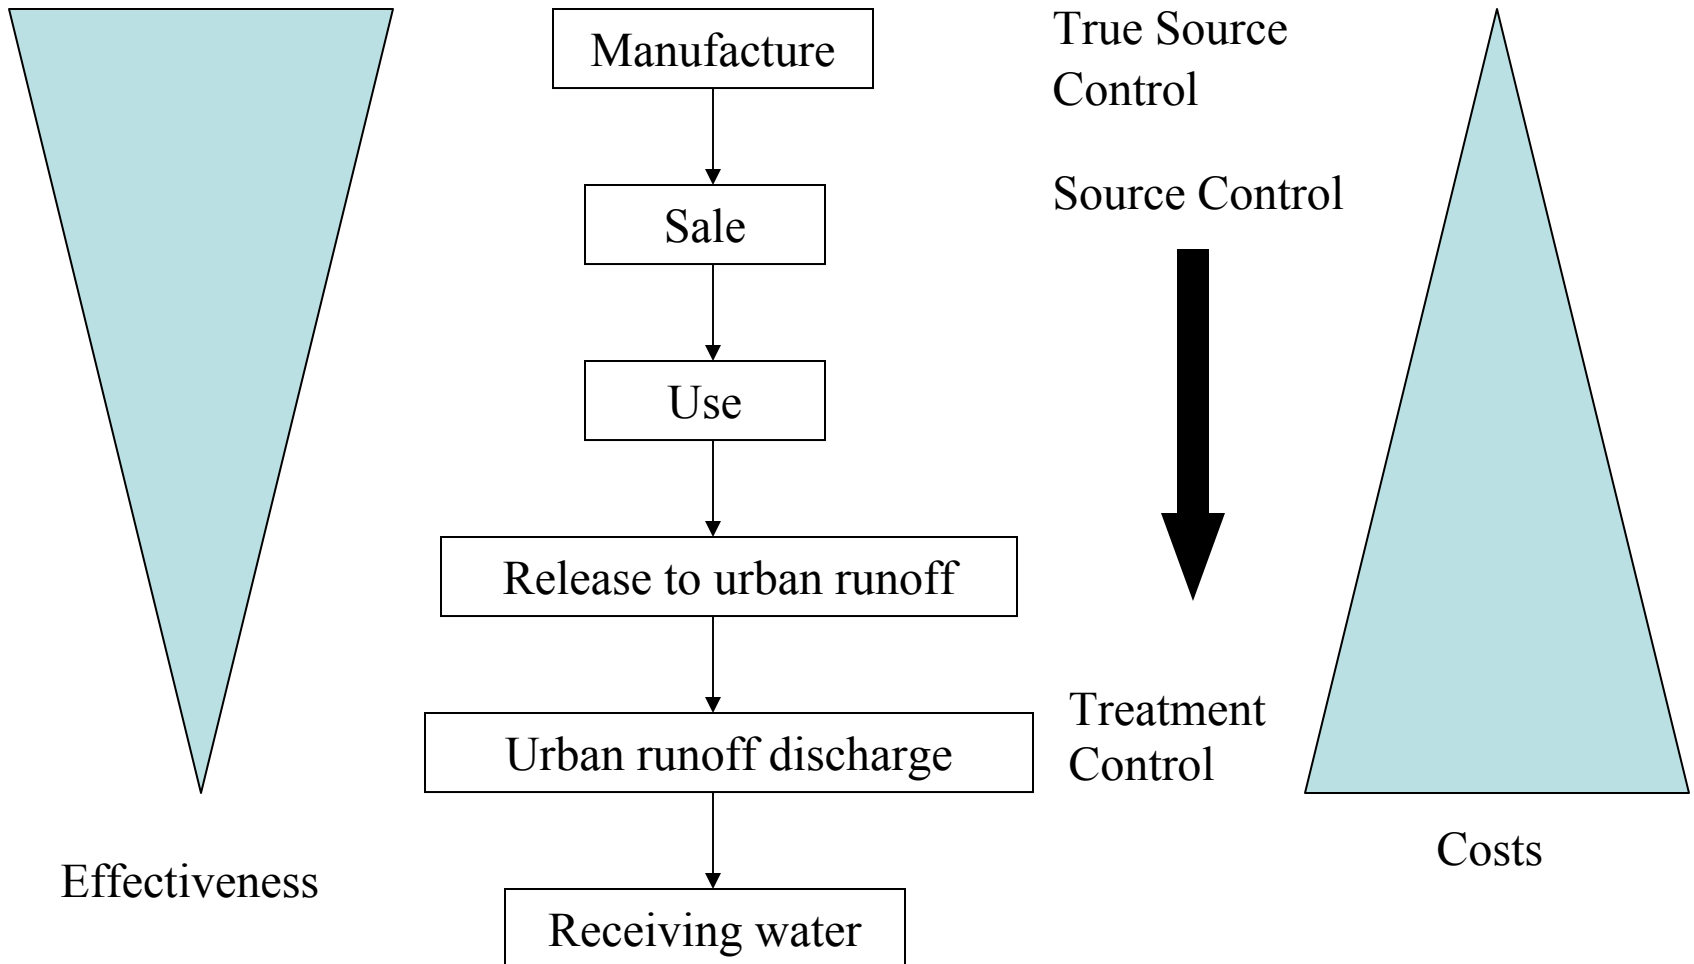 Manufacture
Sale
Use
Release to urban runoff
Urban runoff discharge
Receiving water
True Source
Control
Source Control
Treatment
Control
Effectiveness
Costs